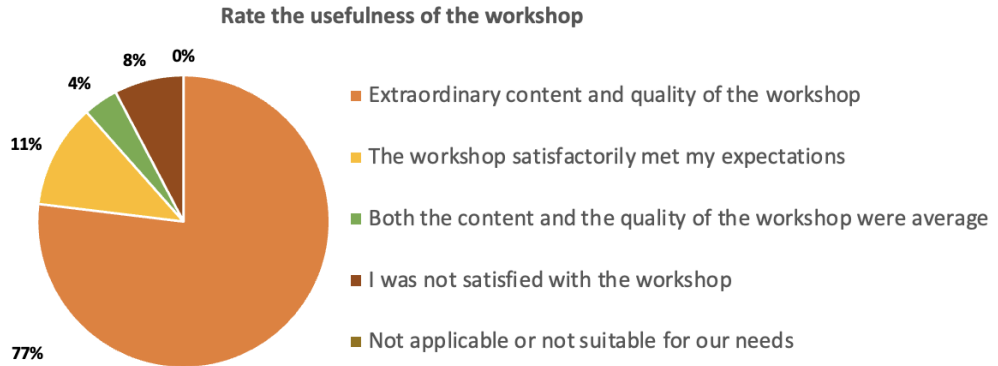 Rate the usefulness of the workshop
0%
8%
4%
11%
77%
Extraordinary content and quality of the workshop
The workshop satisfactorily met my expectations
Both the content and the quality of the workshop were average
I was not satisfied with the workshop
Not applicable or not suitable for our needs